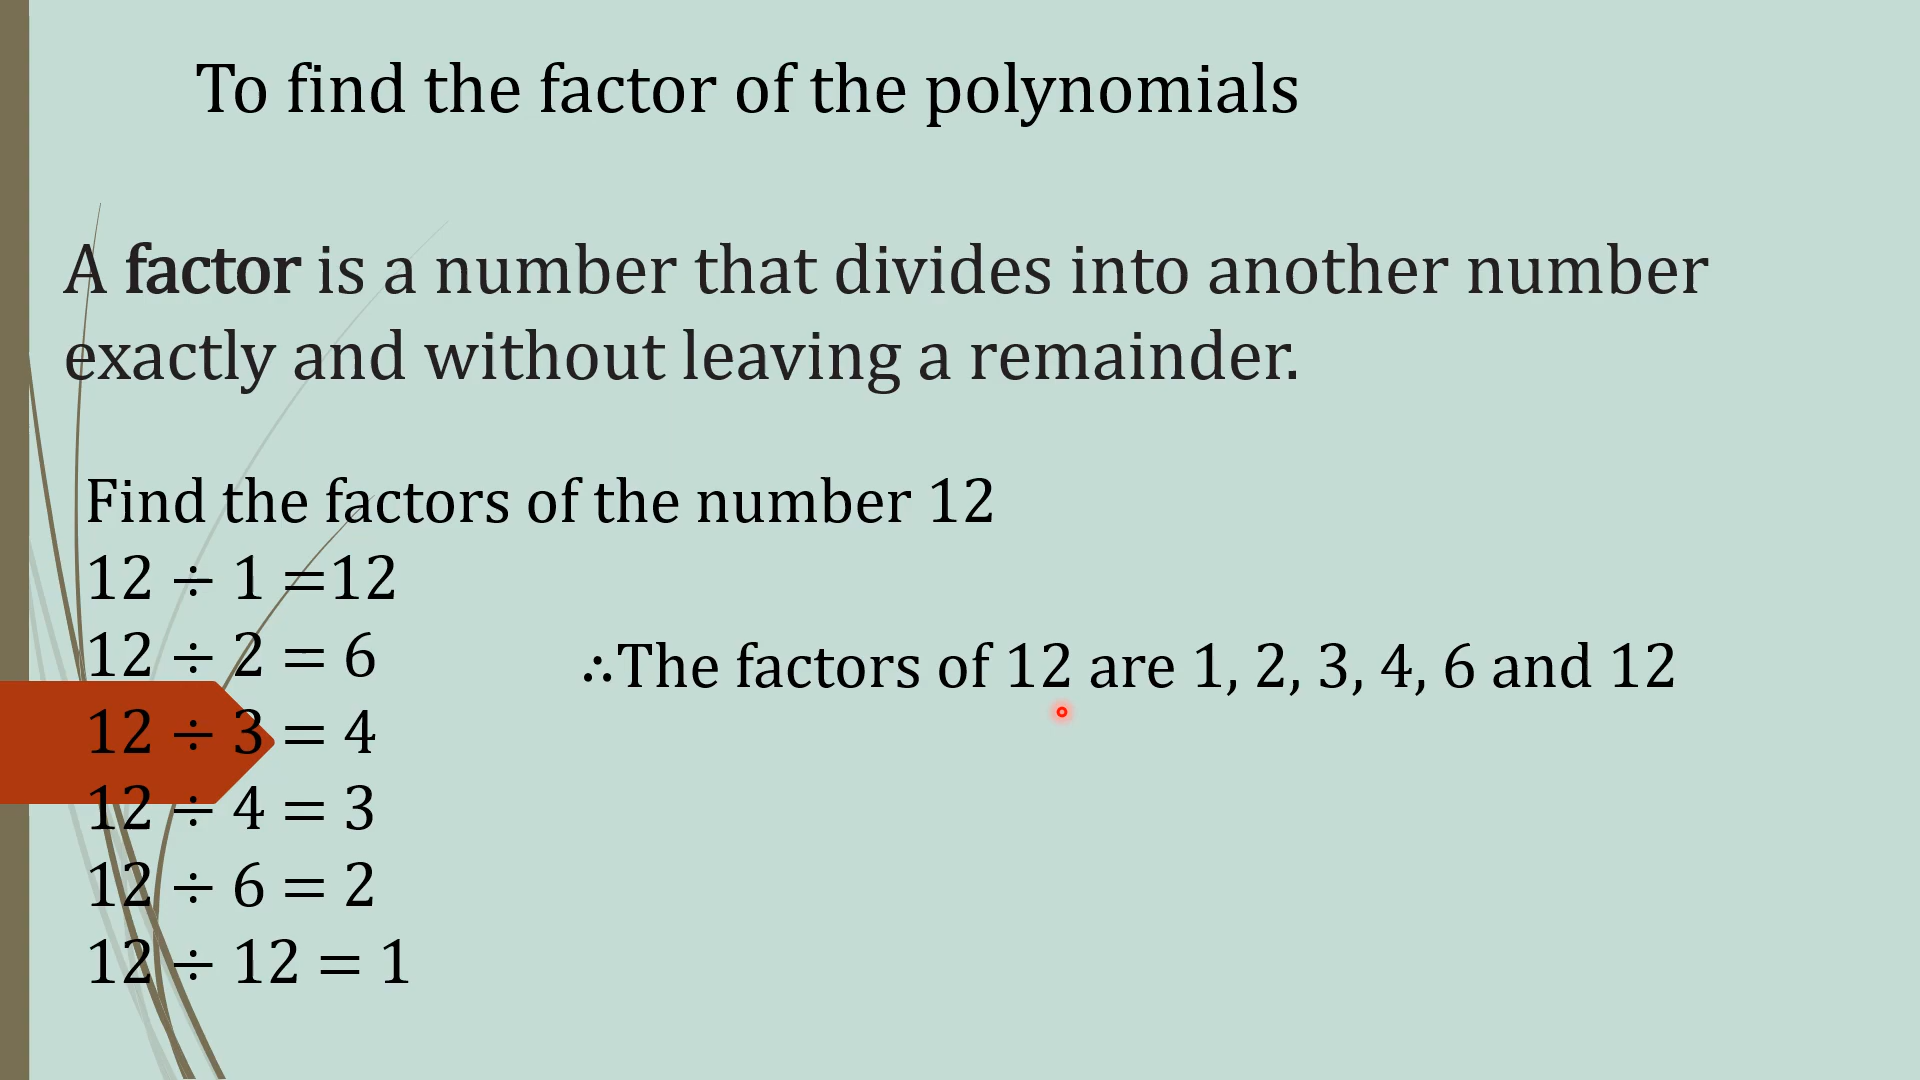 To find the factor of the polynomials
A factor is a number that divides into another number
exactly and without leaving a remainder.
Find the factors of the number 12
12 ÷ 1 =12
12 ÷ 2 = 6
12 ÷ 3 = 4
12 ÷ 4 = 3
12 ÷ 6 = 2
12 ÷ 12 = 1
∴The factors of 12 are 1, 2, 3, 4, 6 and 12